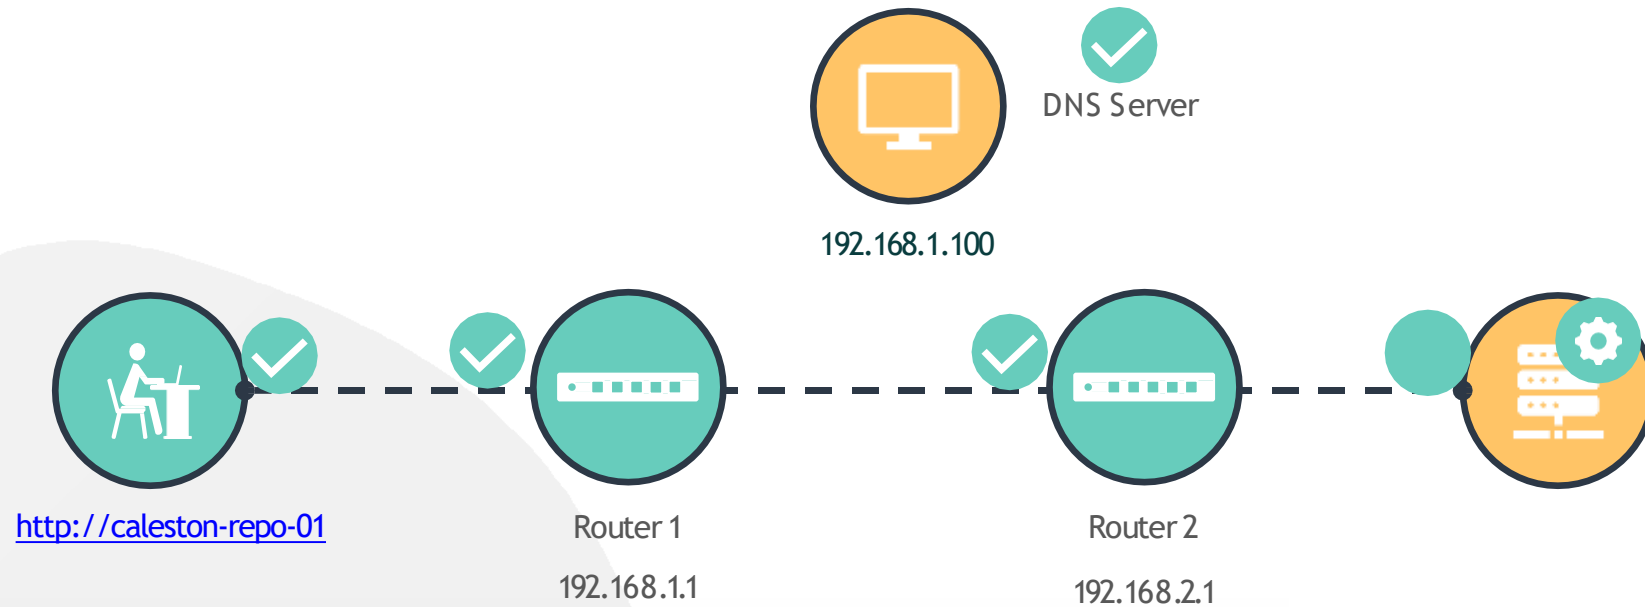 DNS Server
192.168.1.100
http://caleston-repo-01
Router 1
Router 2
192.168.1.1
192.168.2.1